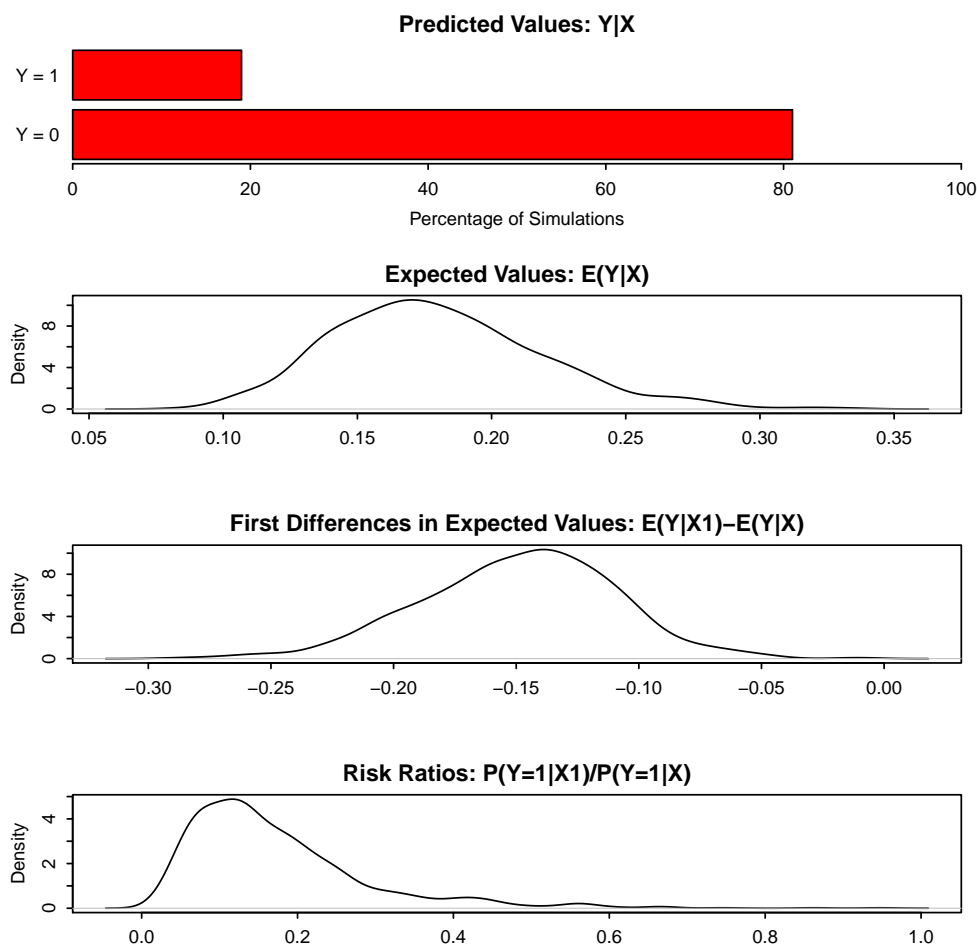 Predicted Values: Y|X
Y = 1
Y = 0
0 20 40 60 80 100
Percentage of Simulations
Expected Values: E(Y|X)
Density
0 4 8
0.05 0.10 0.15 0.20 0.25 0.30 0.35
First Differences in Expected Values: E(Y|X1)−E(Y|X)
Density
0 4 8
−0.30 −0.25 −0.20 −0.15 −0.10 −0.05 0.00
Risk Ratios: P(Y=1|X1)/P(Y=1|X)
Density
0 2 4
0.0 0.2 0.4 0.6 0.8 1.0